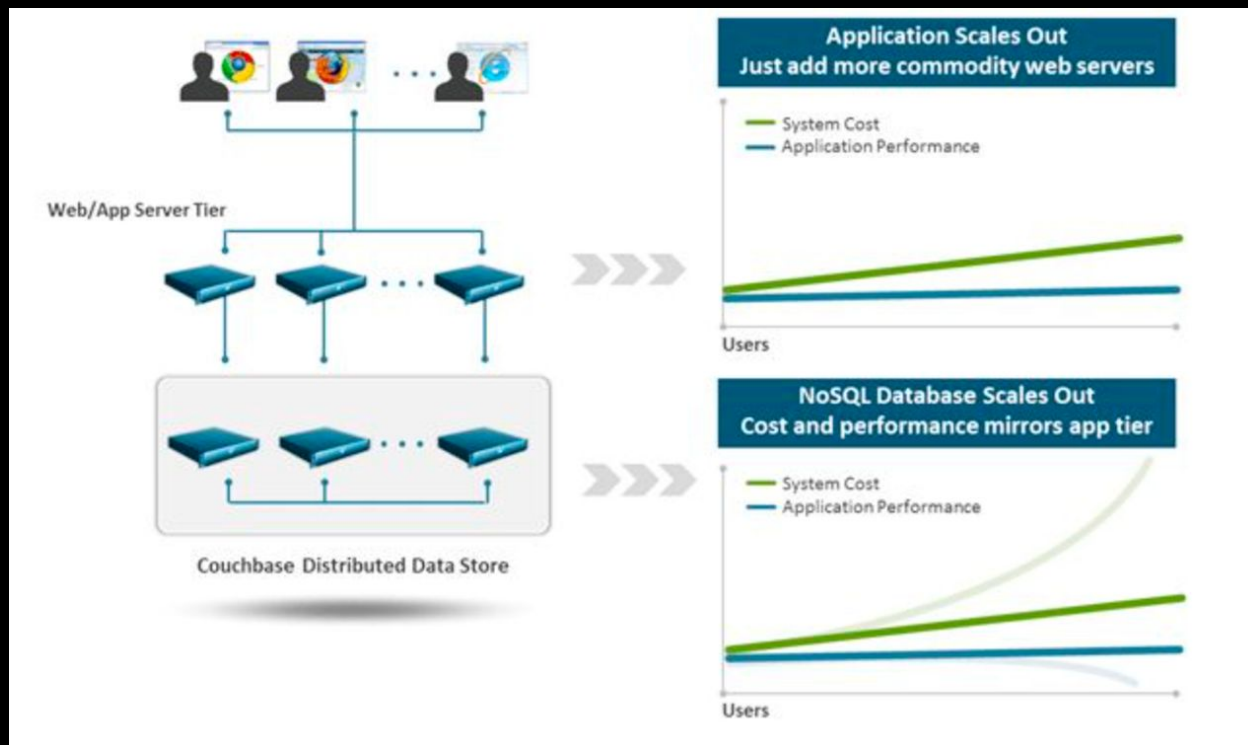 Application Scales Out
Just add more commodity web servers
System Cost
Application Performance
Web/App Server Tier
Users
NoSQL Database Scales Out
Cost and performance mirrors app tier
System Cost
Application Performance
Couchbase Distributed Data Store
Users